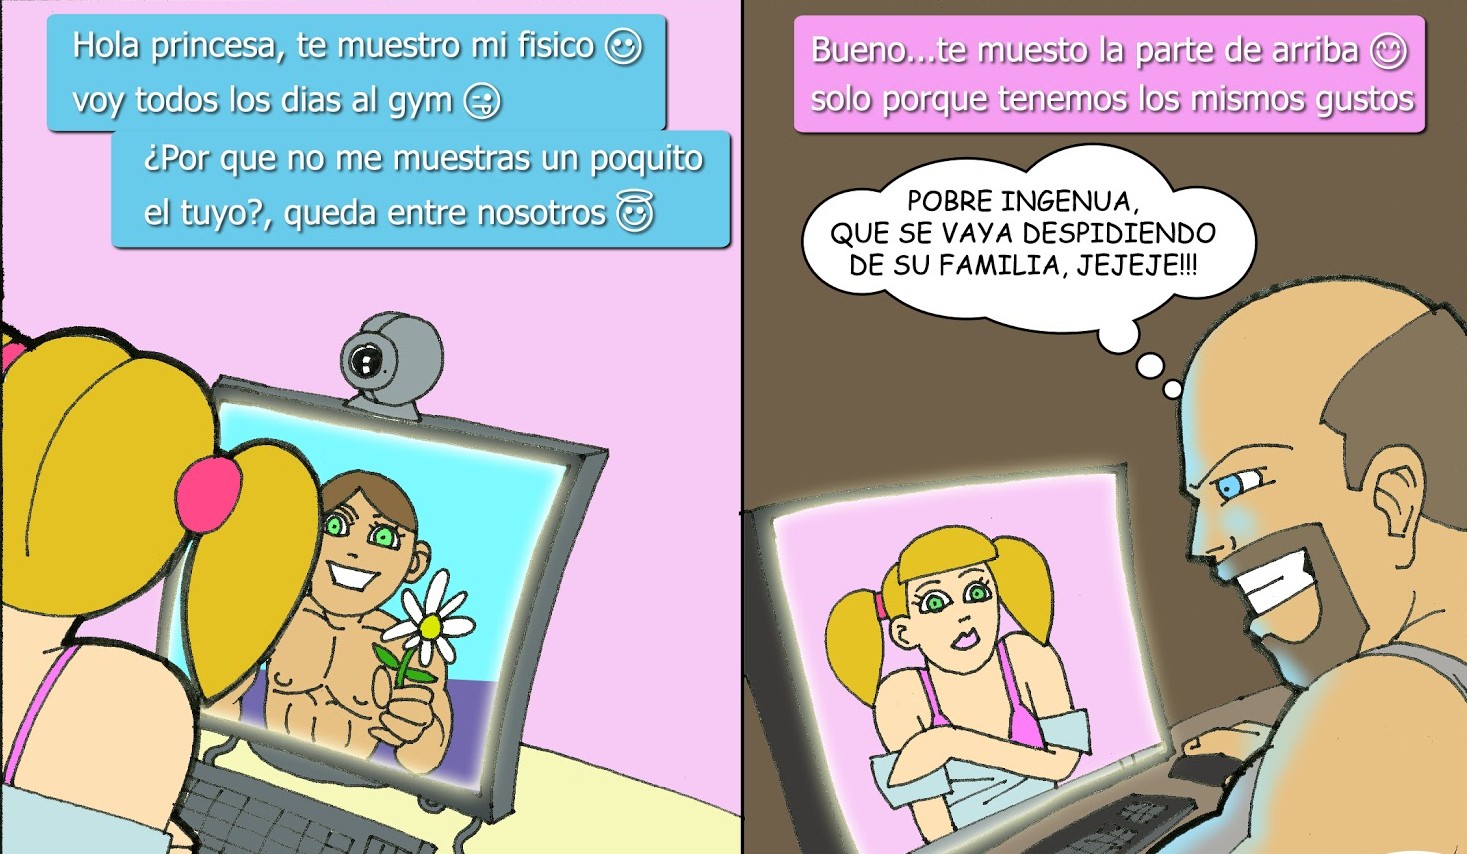 Hola princesa, te muestro mi fisico 😊
voy todos los dias al gym 😜
¿Por que no me muestras un poquito
el tuyo?, queda entre nosotros 😇
Bueno...te muesto la parte de arriba 😊
solo porque tenemos los mismos gustos
POBRE INGENUA,
QUE SE VAYA DESPIDIENDO
DE SU FAMILIA, JEJEJE!!!